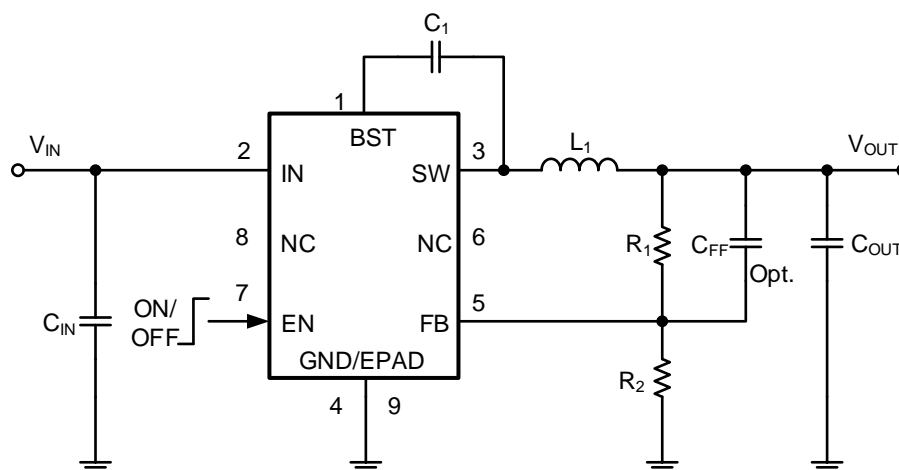 C1
1
BST
VIN
2
IN
SW
3
L1
VOUT
8
NC
NC
6
R1
CFF
Opt.
COUT
CIN
ON/
OFF
7
EN
FB
5
GND/EPAD
R2
4
9